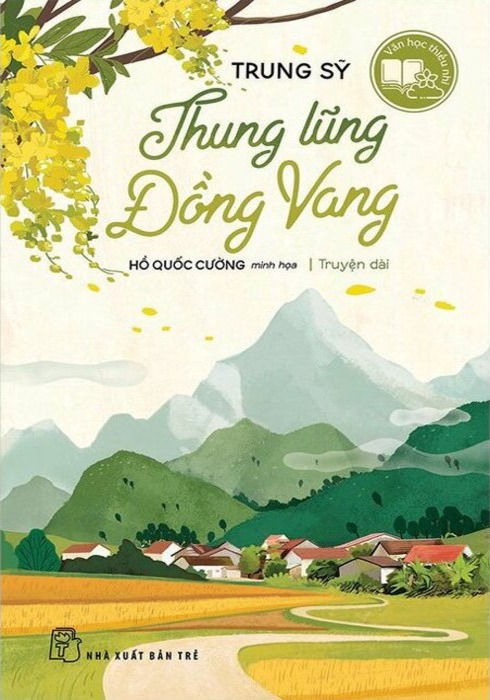 TRUNG SỸ
Văn học thiếu nhi
Thung lũng
Đồng Vang
HỒ QUỐC CƯỜNG minh họa | Truyện dài
T
NHÀ XUẤT BẢN TRẺ